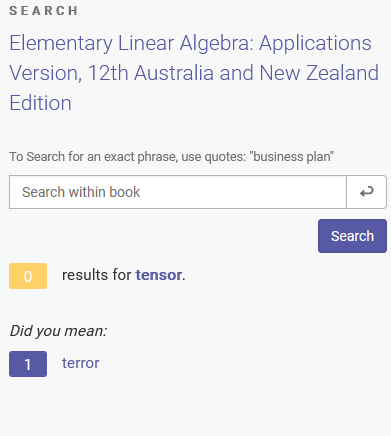 SEARCH
Elementary Linear Algebra: Applications
Version, 12th Australia and New Zealand
Edition
To Search for an exact phrase, use quotes: "business plan"
Search within book
Search
0 results for tensor.
Did you mean:
1 terror